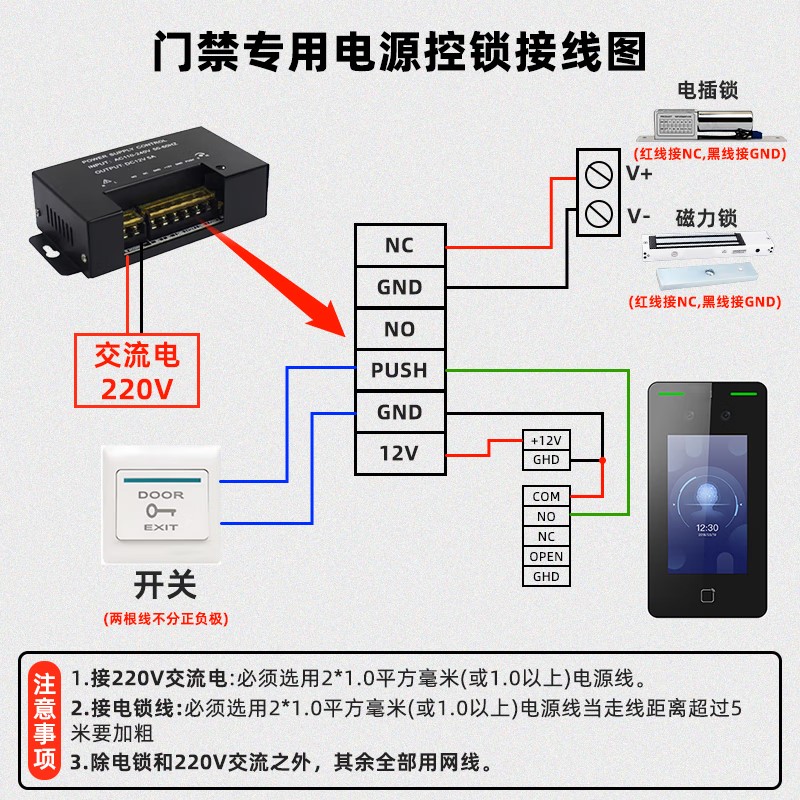 门禁专用电源控锁接线图
电插锁
(红线接NC,黑线接GND)
POWER SUPPLY CONTROL
INPUT: AC110-240V 50-60HZ
OUTPUT:DC12V 5A
V+
V-
磁力锁
(红线接NC,黑线接GND)
NC
GND
NO
PUSH
GND
12V
交流电
220V
+12V
GHD
COM
NO
NC
OPEN
GHD
12:30
DOOR
EXIT
开关
(两根线不分正负极)
注意事项
1.接220V交流电:必须选用2*1.0平方毫米(或1.0以上)电源线。
2.接电锁线:必须选用2*1.0平方毫米(或1.0以上)电源线当走线距离超过5
米要加粗
3.除电锁和220V交流之外，其余全部用网线。